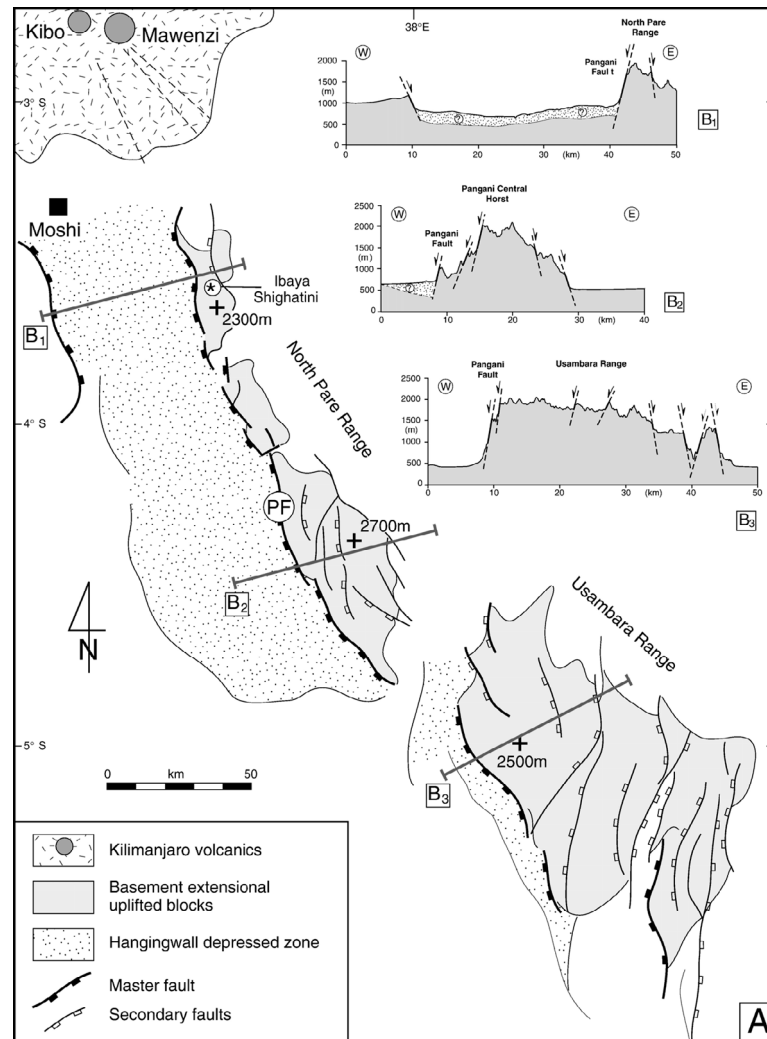 Kibo
Mawenzi
38°E
North Pare
Range
W
E
Pangani
Fau t
2000
(m)
1500
1000
500
0
?
?
0
10
20
30
(km)
50
B1
3° S
Pangani Central
Horst
W
E
Pangani
Fault
2500
2000
1500
(m)
1000
500
0
?
0
10
20
30
(km)
40
B2
Moshi
Ibaya
Shighatini
*
2300m
B1
North Pare Range
Pangani
Fault
Usambara Range
W
E
2500
2000
1500
(m)
1000
500
0
0
10
20
30
(km)
50
B3
4° S
PF
2700m
B2
N
Usambara Range
5° S
2500m
B3
0
km
50
Kilimanjaro volcanics
Basement extensional
uplifted blocks
Hangingwall depressed zone
Master fault
Secondary faults
A